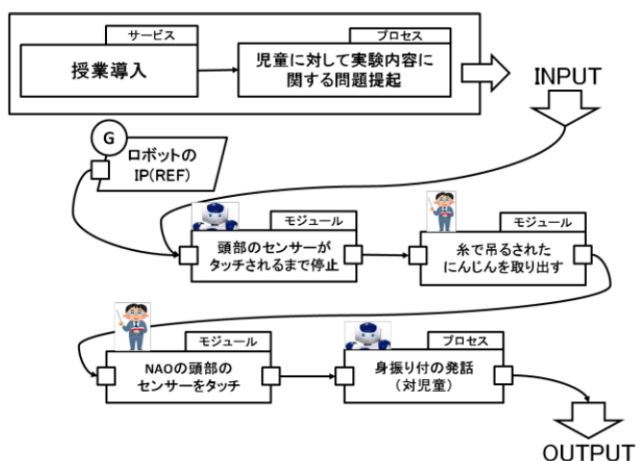 サービス
授業導入
プロセス
児童に対して実験内容に
関する問題提起
INPUT
G
ロボットの
IP(REF)
モジュール
頭部のセンサーが
タッチされるまで停止
モジュール
糸で吊るされた
にんじんを取り出す
モジュール
NAOの頭部の
センサーをタッチ
プロセス
身振り付の発話
(対児童)
OUTPUT